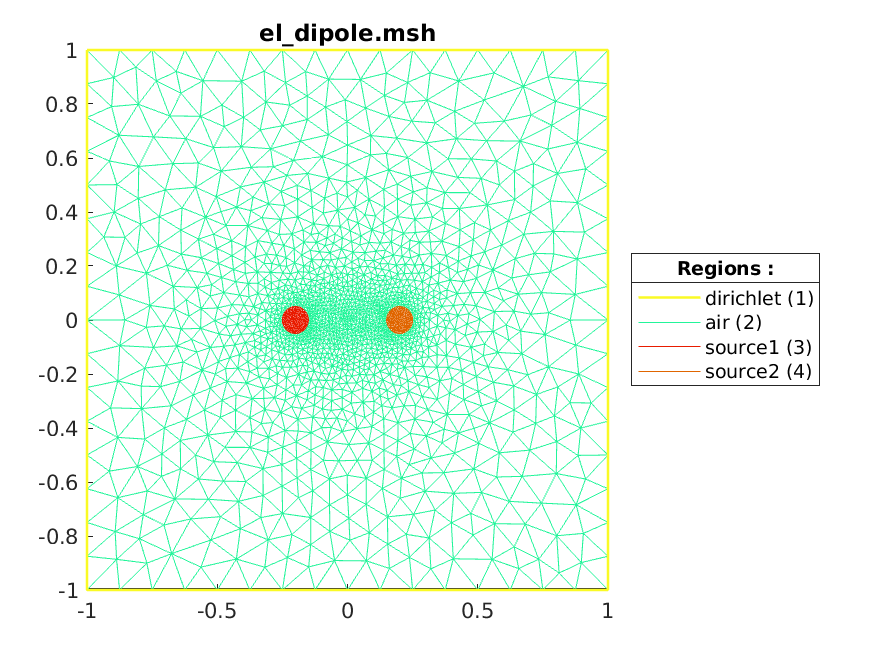 el_dipole.msh
1
0.8
0.6
0.4
0.2
0
-0.2
-0.4
-0.6
-0.8
-1
-1
-0.5
0
0.5
1
Regions :
dirichlet (1)
air (2)
source1 (3)
source2 (4)